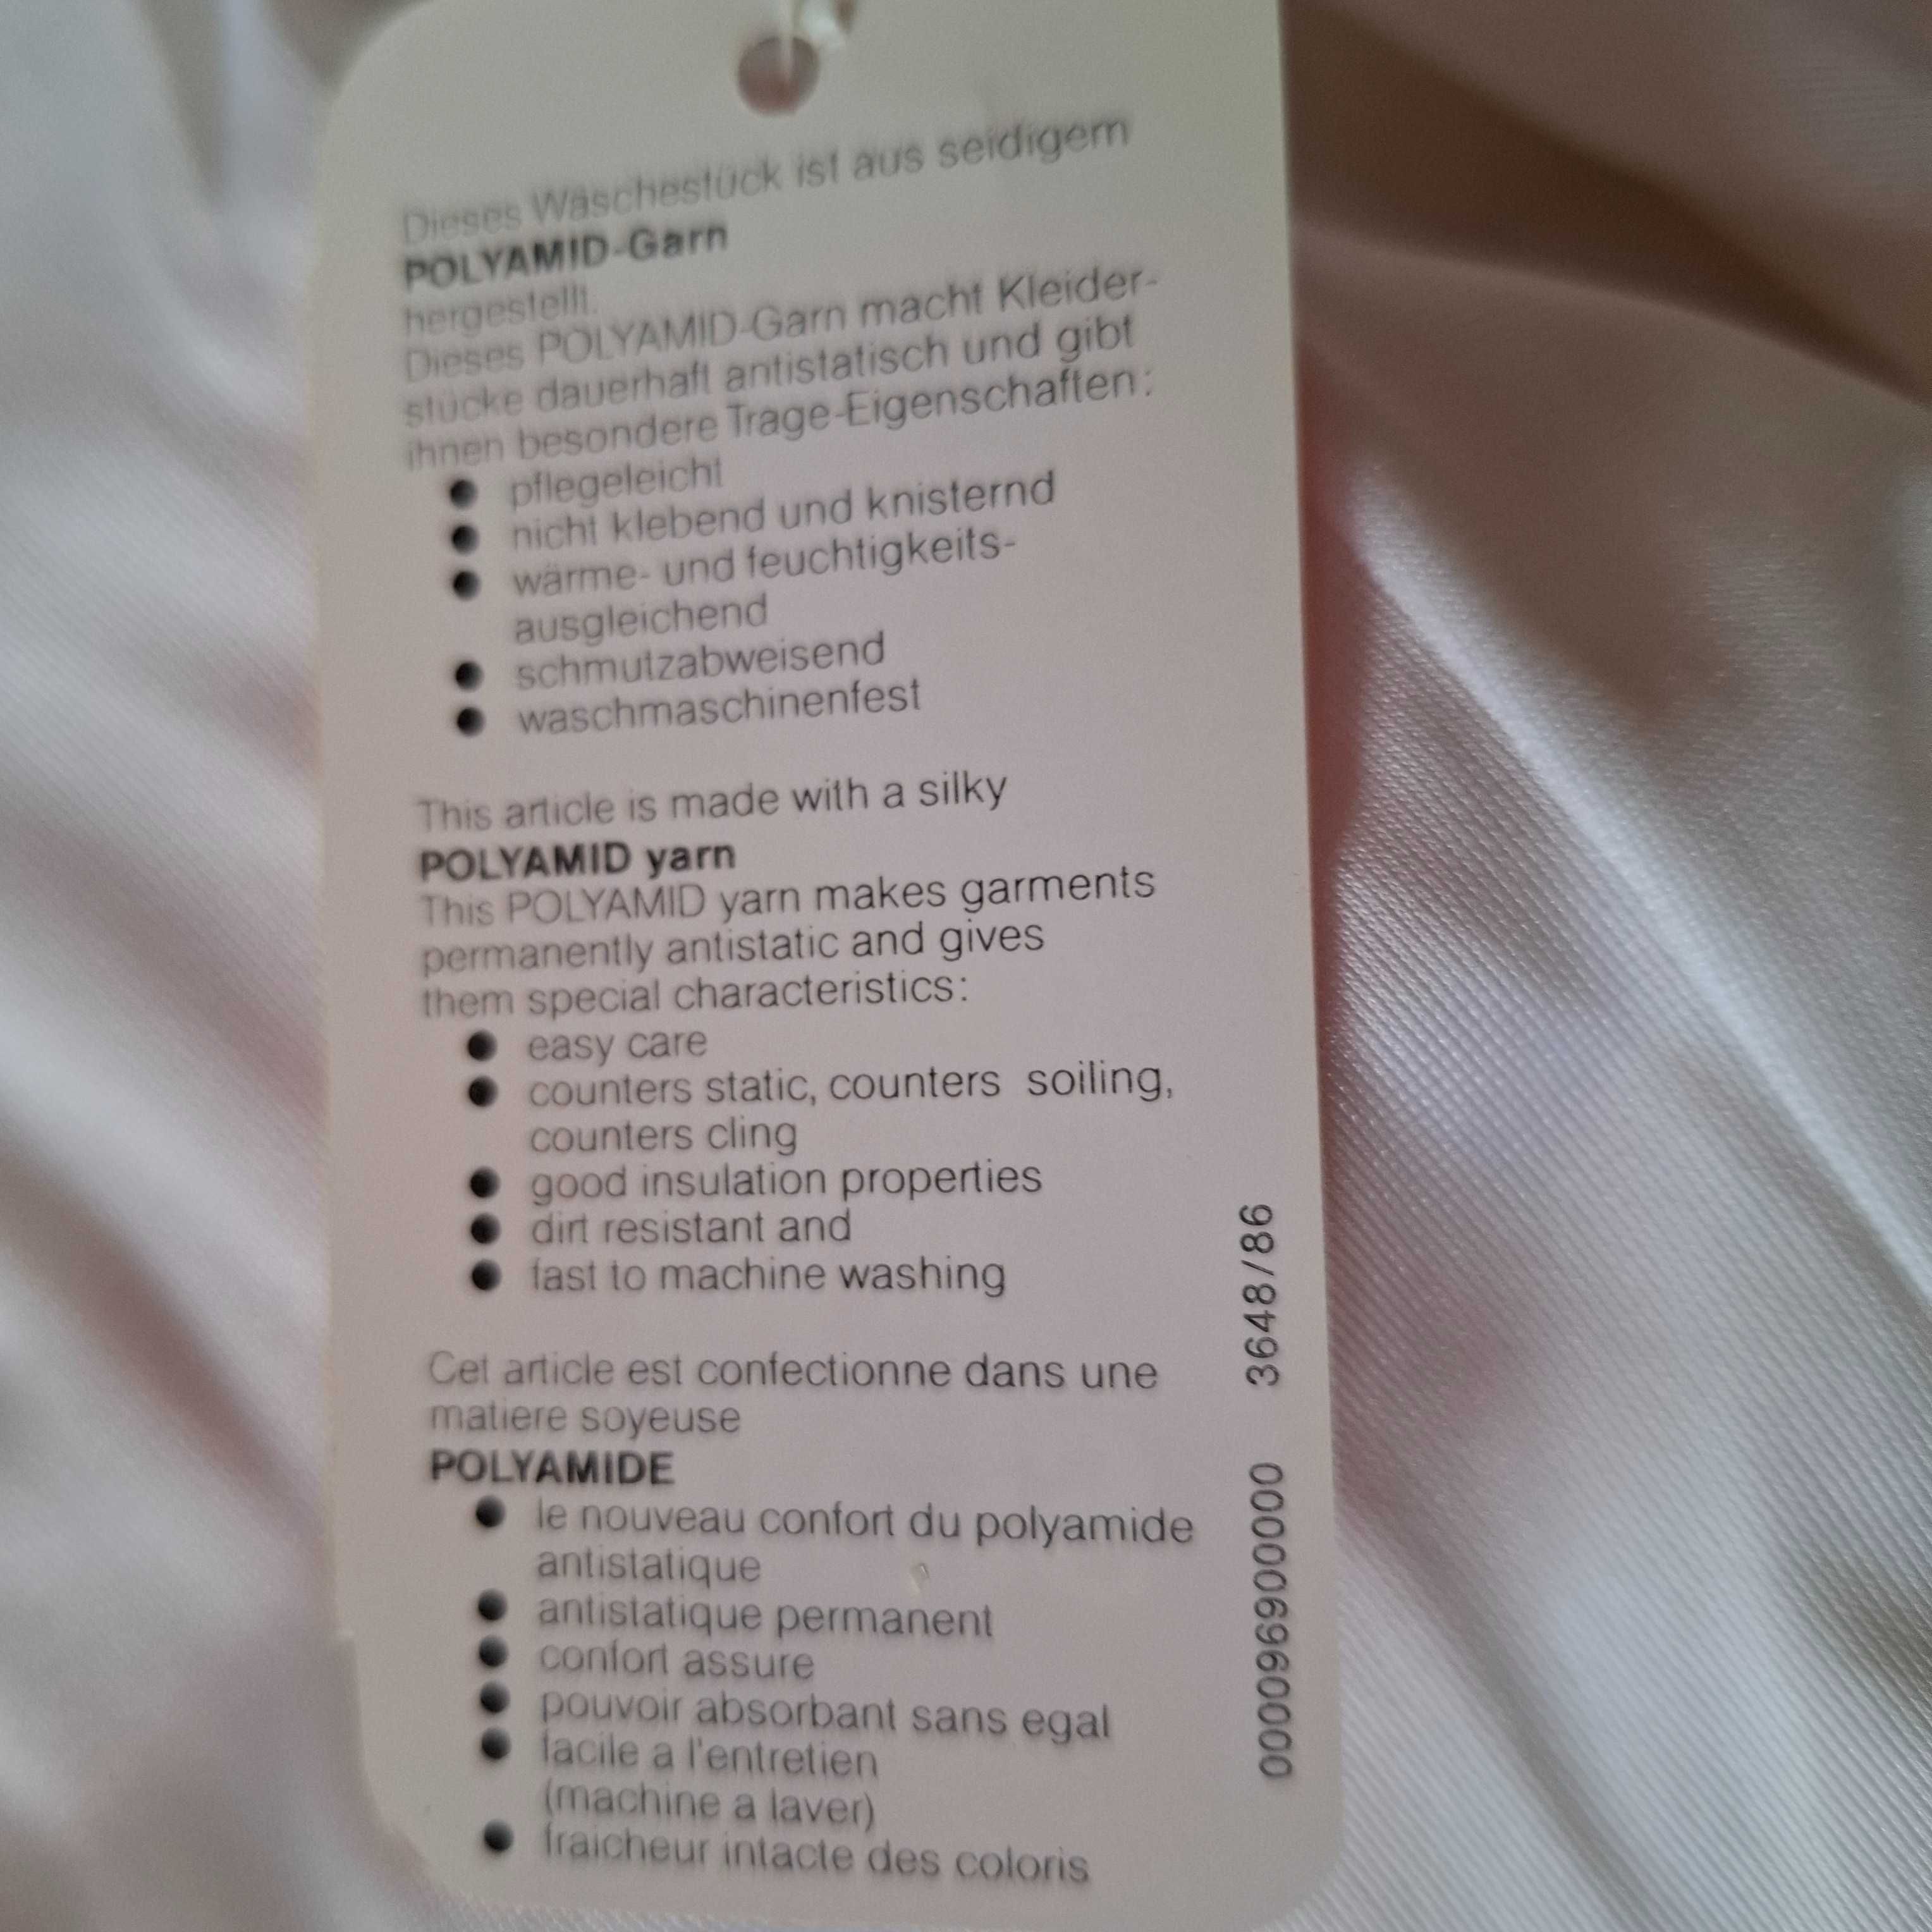 Dieses Wäschestück ist aus seidigem
POLYAMID-Garn
hergestellt.
Dieses POLYAMID-Garn macht Kleider-
stücke dauerhaft antistatisch und gibt
ihnen besondere Trage-Eigenschaften:
● pflegeleicht
● nicht klebend und knisternd
● wärme- und feuchtigkeits-
ausgleichend
● schmutzabweisend
● waschmaschinenfest
This article is made with a silky
POLYAMID yarn
This POLYAMID yarn makes garments
permanently antistatic and gives
them special characteristics:
● easy care
● counters static, counters soiling,
counters cling
● good insulation properties
● dirt resistant and
● fast to machine washing
Cet article est confectionne dans une
matiere soyeuse
POLYAMIDE
● le nouveau confort du polyamide
antistatique
● antistatique permanent
● confort assure
● pouvoir absorbant sans egal
● facile a l'entretien
(machine a laver)
● fraicheur intacte des coloris
0000969000000 3648/86